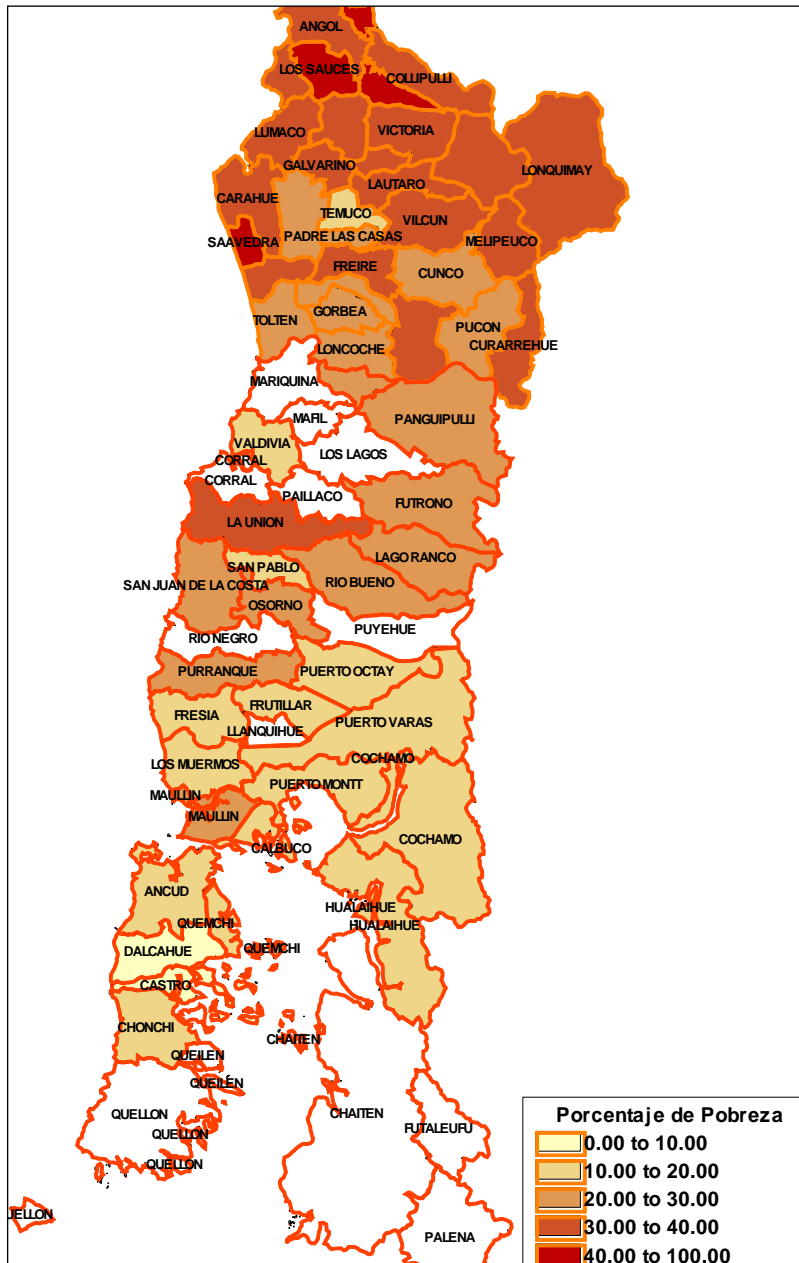 ANGOL
LOS SAUCES
COLLIPULLI
LUMACO
VICTORIA
GALVARINO
LONQUIMAY
LAUTARO
CARAHUE
TEMUCO
VILCUN
PADRE LAS CASAS
SAAVEDRA
MELIPEUCO
FREIRE
CUNCO
GORBEA
TOLTEN
PUCON
CURARREHUE
LONCOCHE
MARIQUINA
MAFIL
PANGUIPULLI
VALDIVIA
LOS LAGOS
CORRAL
CORRAL
PAILLACO
FUTRONO
LA UNION
LAGO RANCO
SAN PABLO
SAN JUAN DE LA COSTA
RIO BUENO
OSORNO
PUYEHUE
RIO NEGRO
PURRANQUE
PUERTO OCTAY
FRUTILLAR
FRESIA
PUERTO VARAS
LLANQUIHUE
COCHAMO
LOS MUERMOS
PUERTO MONTT
MAULLIN
MAULLIN
COCHAMO
CALBUCO
ANCUD
HUALAIHUE
QUEMCHI
HUALAIHUE
DALCAHUE
QUEMCHI
CASTRO
CHONCHI
CHAITEN
QUEILEN
QUEILEN
QUELLON
CHAITEN
FUTALEUFU
QUELLON
QUELLON
UELLON
PALENA
Porcentaje de Pobreza
0.00 to 10.00
10.00 to 20.00
20.00 to 30.00
30.00 to 40.00
40.00 to 100.00